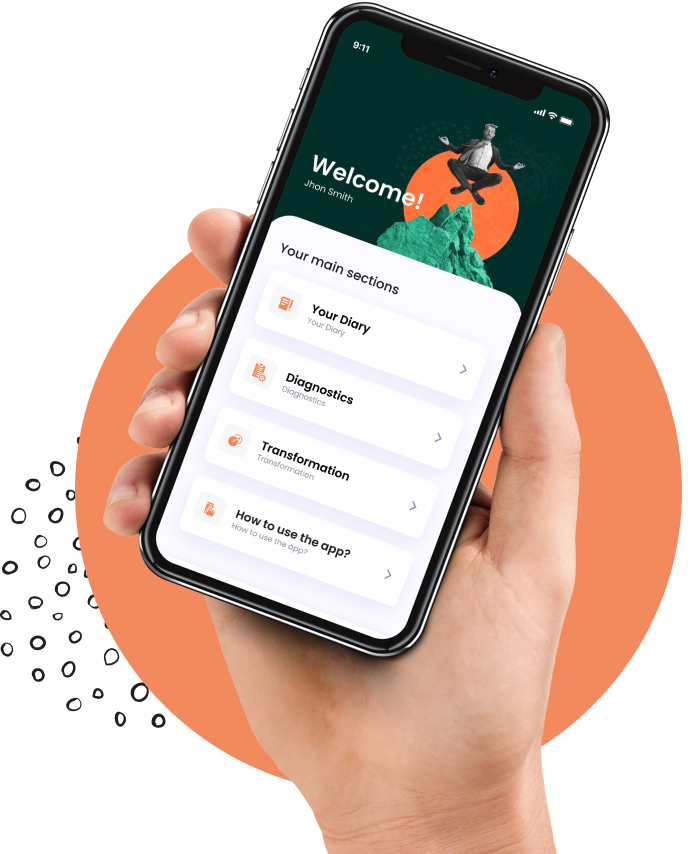 9:11
Welcome!
Jhon Smith
Your main sections
Your Diary
Your Diary
Diagnostics
Diagnostics
Transformation
Transformation
How to use the app?
How to use the app?